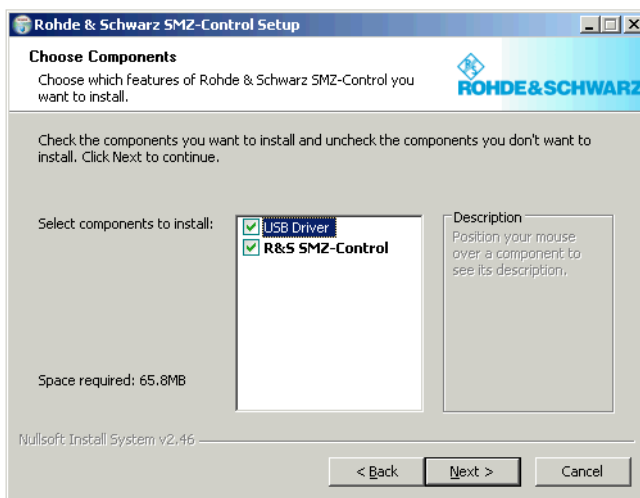 Rohde & Schwarz SMZ-Control Setup
Choose Components
Choose which features of Rohde & Schwarz SMZ-Control you
want to install.
ROHDE&SCHWARZ
Check the components you want to install and uncheck the components you don't want to
install. Click Next to continue.
Select components to install:
USB Driver
R&S SMZ-Control
Description
Position your mouse
over a component to
see its description.
Space required: 65.8MB
Nullsoft Install System v2.46
< Back
Next >
Cancel